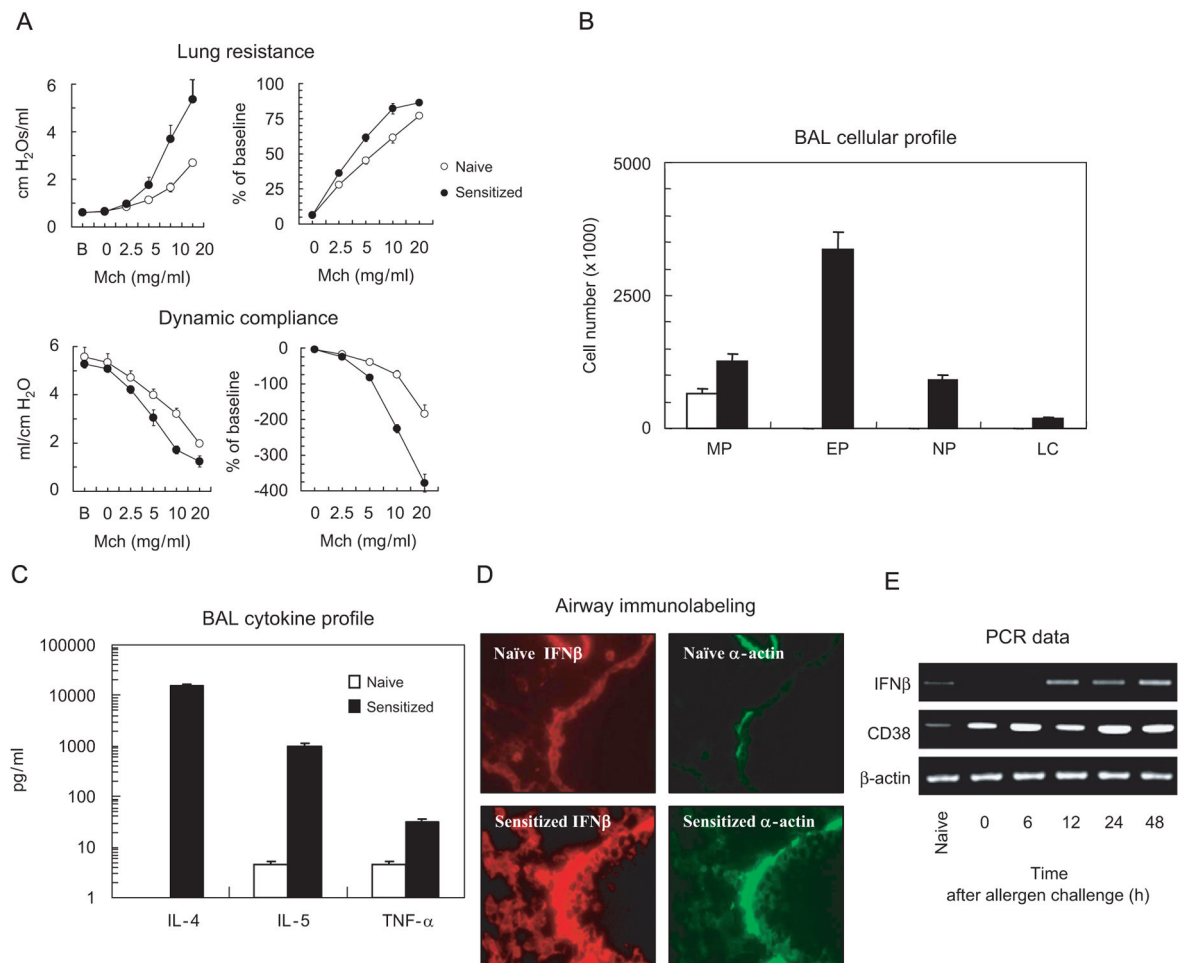 A
Lung resistance
6
4
2
0
cm H₂Os/ml
B 0 2.5 5 10 20
Mch (mg/ml)
100
75
50
25
0
% of baseline
0 2.5 5 10 20
Mch (mg/ml)
Naive
Sensitized
Dynamic compliance
6
4
2
0
ml/cm H₂O
B 0 2.5 5 10 20
Mch (mg/ml)
0
-100
-200
-300
-400
% of baseline
0 2.5 5 10 20
Mch (mg/ml)
B
BAL cellular profile
5000
2500
0
Cell number (x1000)
MP EP NP LC
C
BAL cytokine profile
100000
10000
1000
100
10
1
pg/ml
Naive
Sensitized
IL-4 IL-5 TNF-α
D
Airway immunolabeling
Naïve IFNβ
Naïve α-actin
Sensitized IFNβ
Sensitized α-actin
E
PCR data
IFNβ
CD38
β-actin
Naive 0 6 12 24 48
Time
after allergen challenge (h)